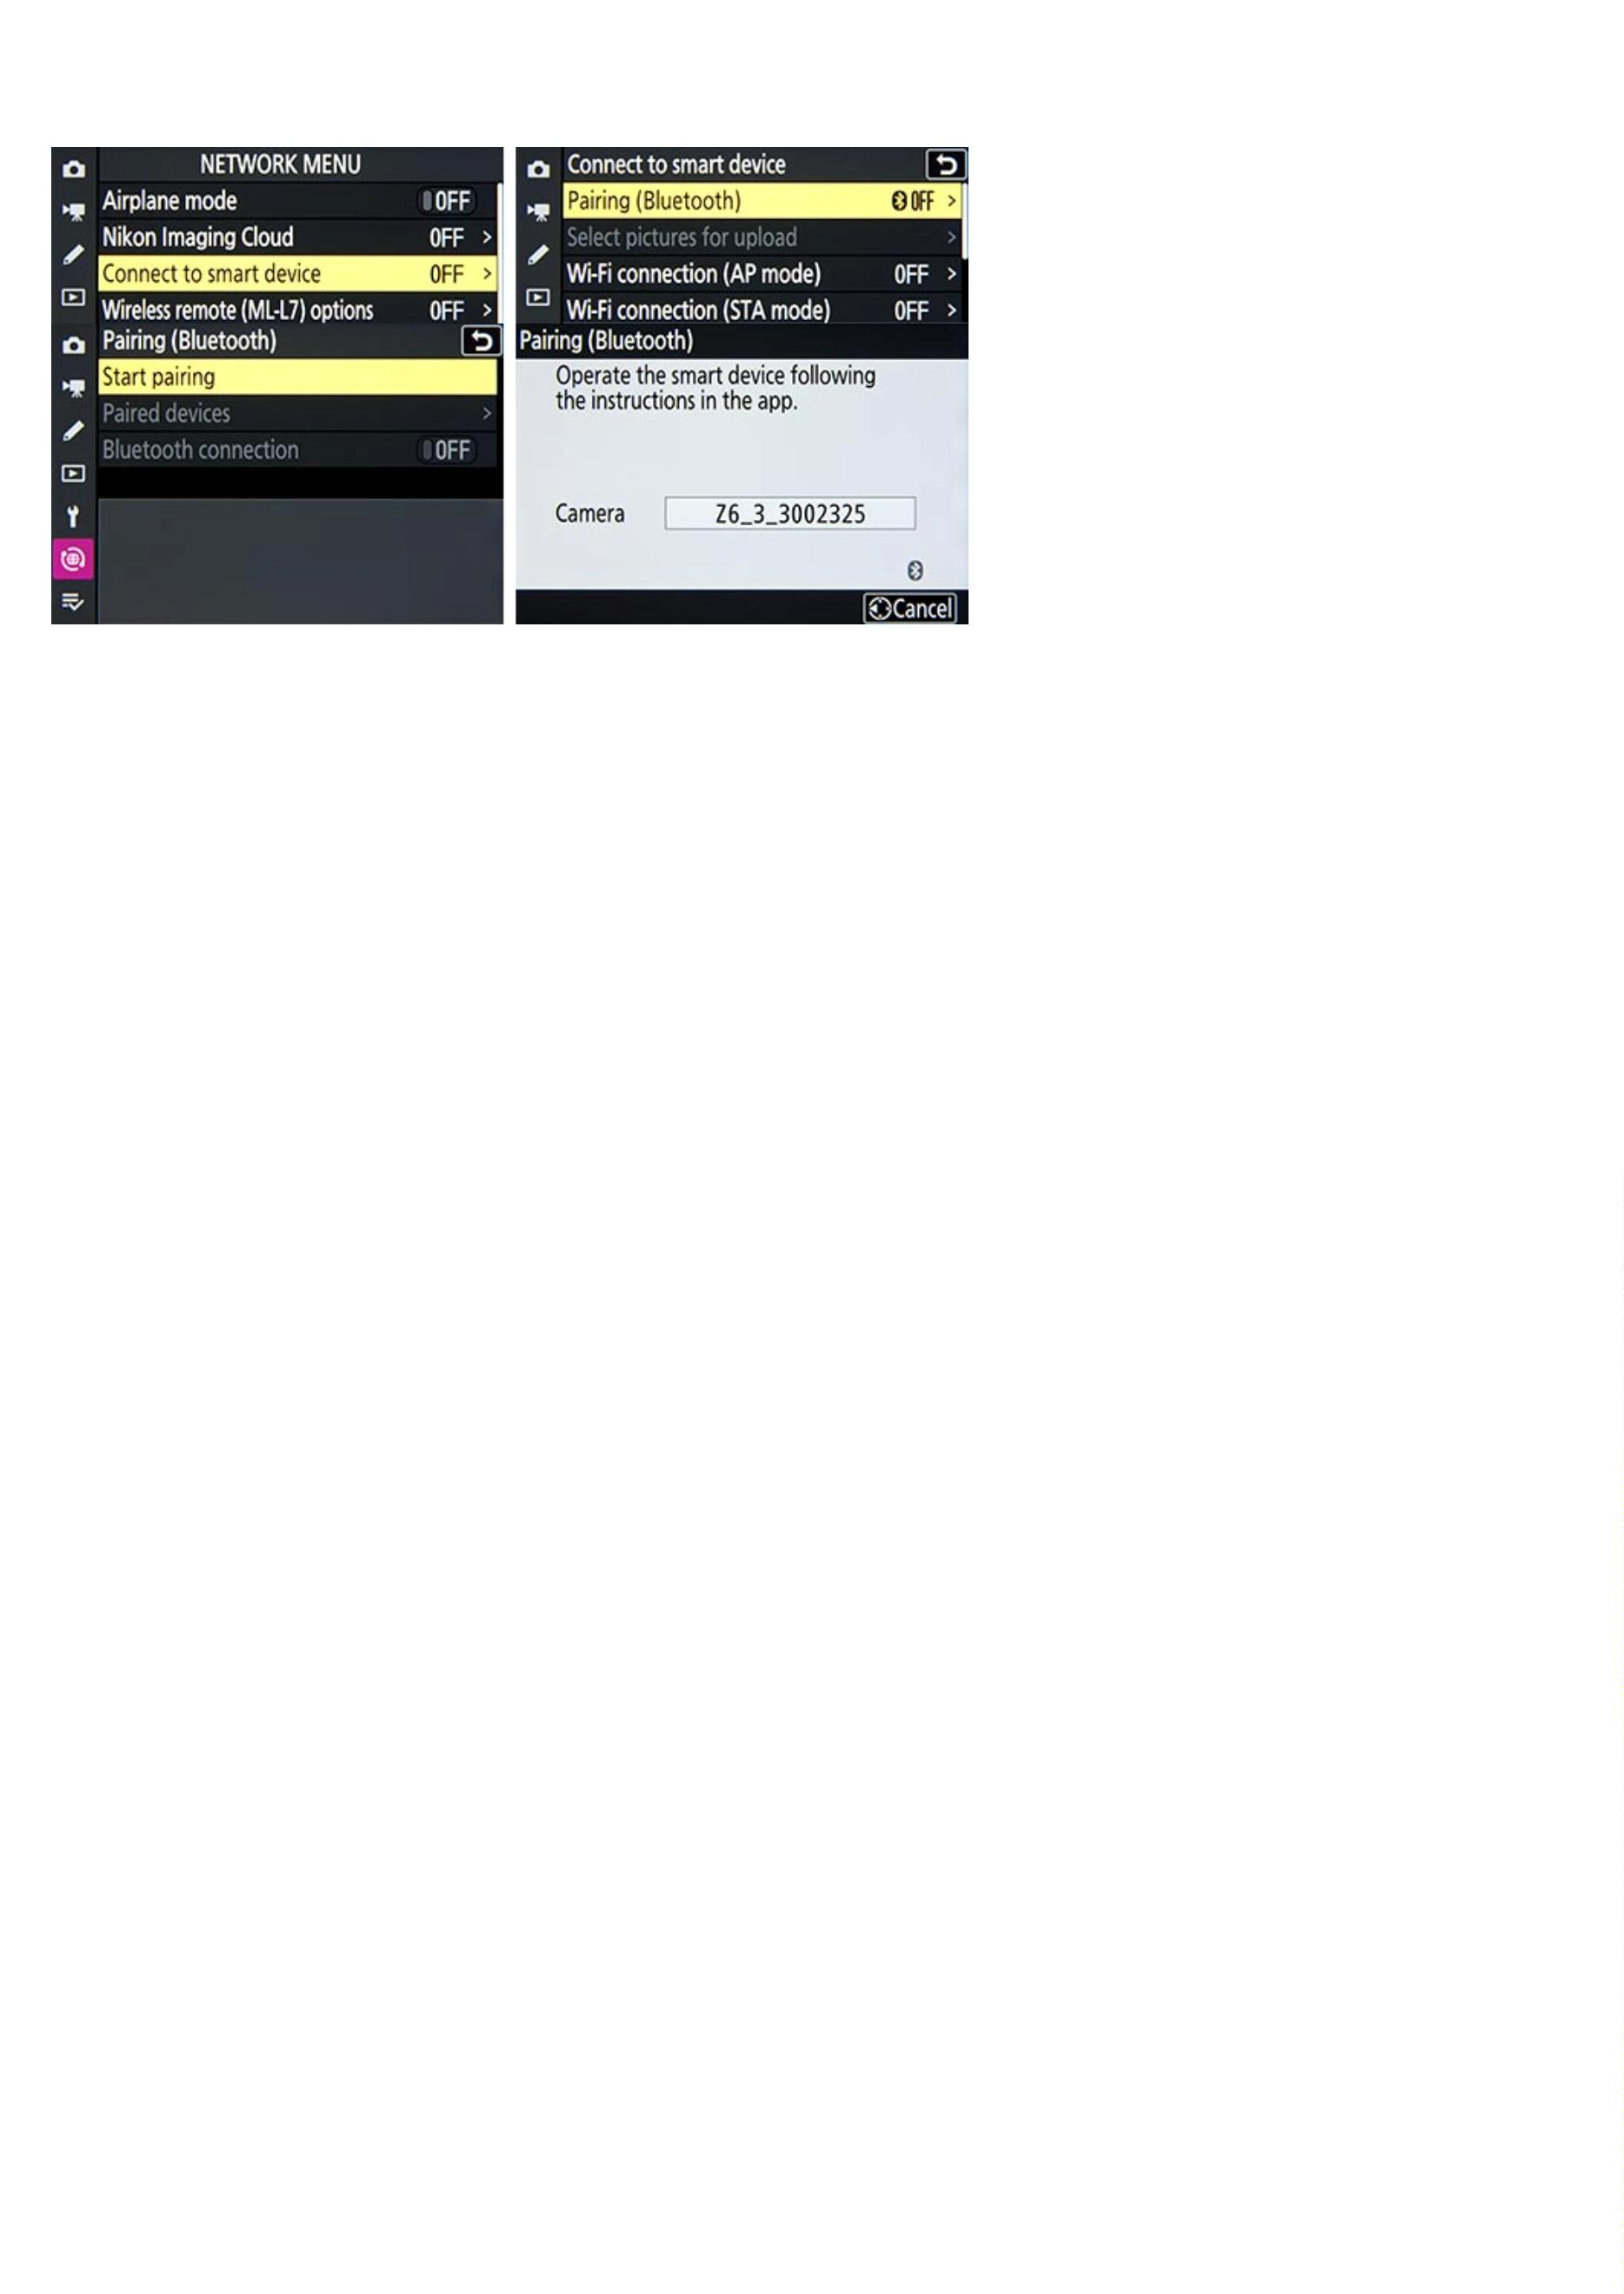 NETWORK MENU
Airplane mode OFF
Nikon Imaging Cloud OFF >
Connect to smart device OFF >
Wireless remote (ML-L7) options OFF >
Connect to smart device
Pairing (Bluetooth) OFF >
Select pictures for upload >
Wi-Fi connection (AP mode) OFF >
Wi-Fi connection (STA mode) OFF >
Pairing (Bluetooth)
Start pairing
Paired devices >
Bluetooth connection OFF
Pairing (Bluetooth)
Operate the smart device following
the instructions in the app.
Camera Z6_3_3002325
Cancel